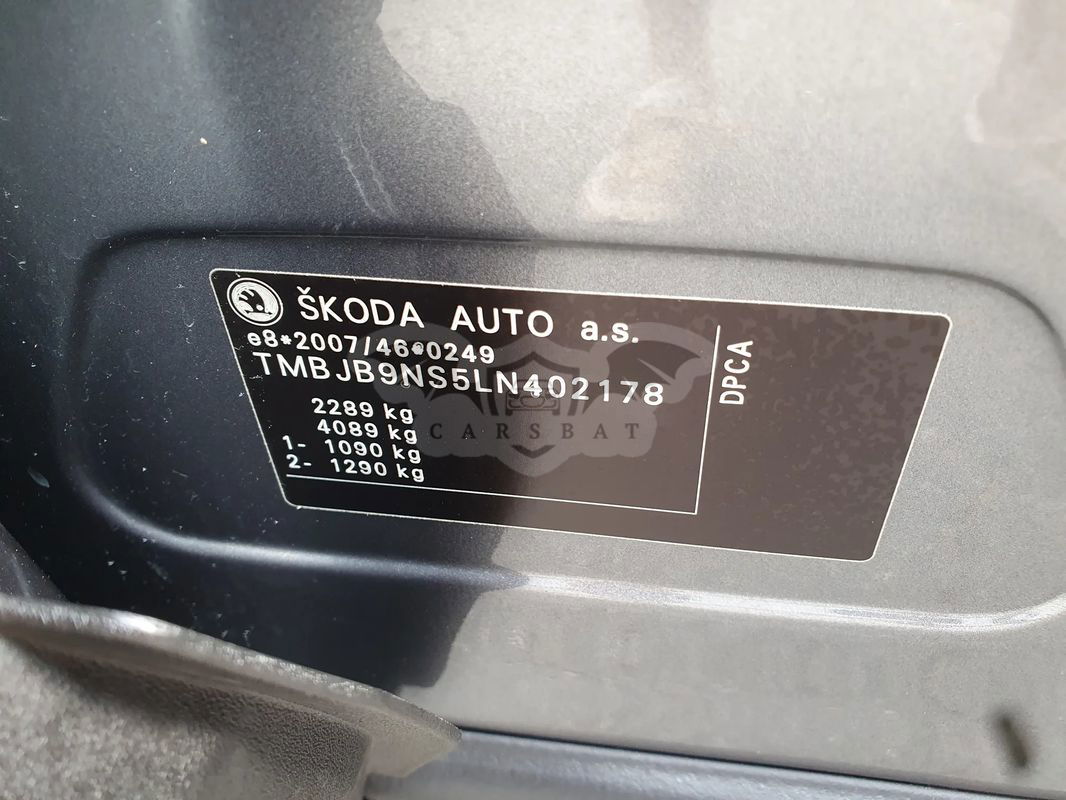 ŠKODA AUTO a.s.
e8*2007/46*0249
TMBJB9NS5LN402178
2289 kg
4089 kg
1- 1090 kg
2- 1290 kg
DPCA
CARSBAT